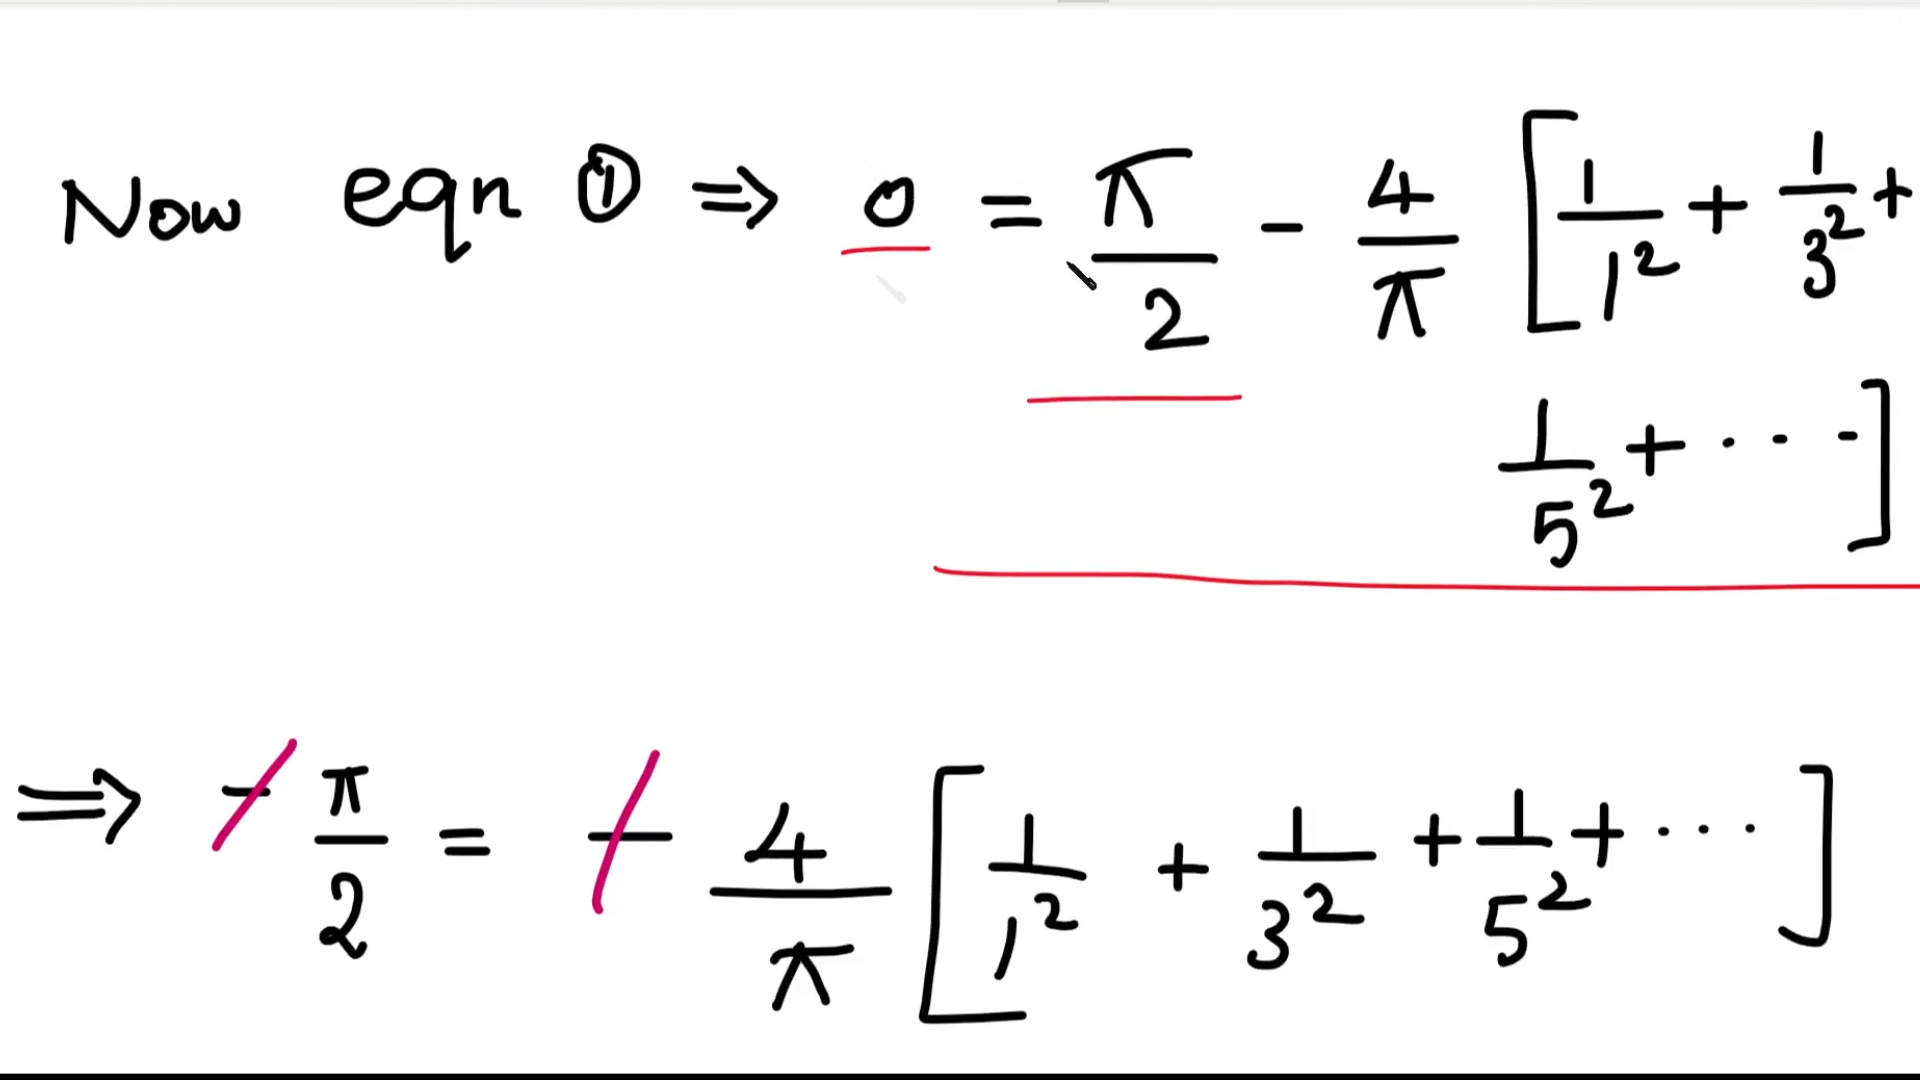 Now eqn ① ⇒ 0 = π/2 - 4/π [ 1/1² + 1/3² +
1/5² + ... ]
⇒ - π/2 = - 4/π [ 1/1² + 1/3² + 1/5² + ... ]